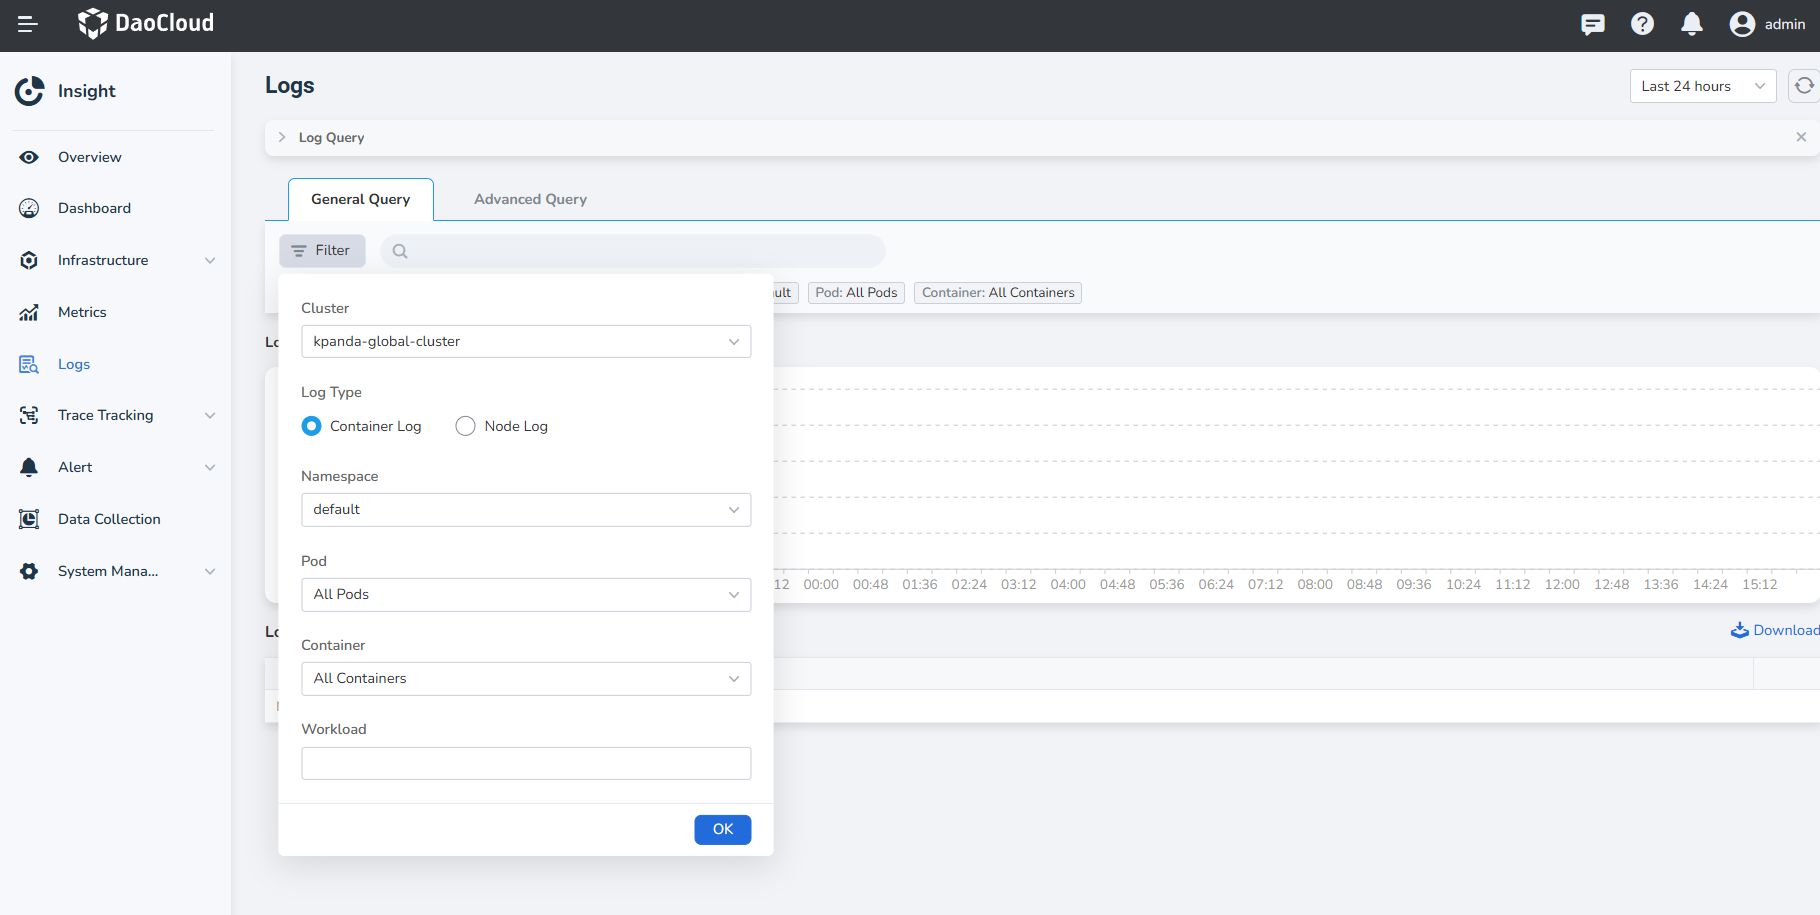 DaoCloud
admin
Insight
Overview
Dashboard
Infrastructure
Metrics
Logs
Trace Tracking
Alert
Data Collection
System Mana...
Logs
Last 24 hours
Log Query
General Query
Advanced Query
Filter
Pod: All Pods
Container: All Containers
Cluster
kpanda-global-cluster
Log Type
Container Log
Node Log
Namespace
default
Pod
All Pods
Container
All Containers
Workload
OK
12 00:00 00:48 01:36 02:24 03:12 04:00 04:48 05:36 06:24 07:12 08:00 08:48 09:36 10:24 11:12 12:00 12:48 13:36 14:24 15:12
Download